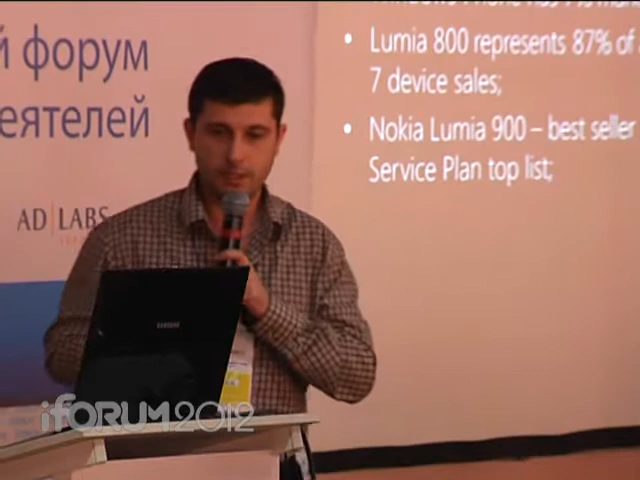 й форум
еятелей
AD LABS
• Lumia 800 represents 87% of
7 device sales;
• Nokia Lumia 900 – best seller
Service Plan top list;
SAMSUNG
iFORUM2012